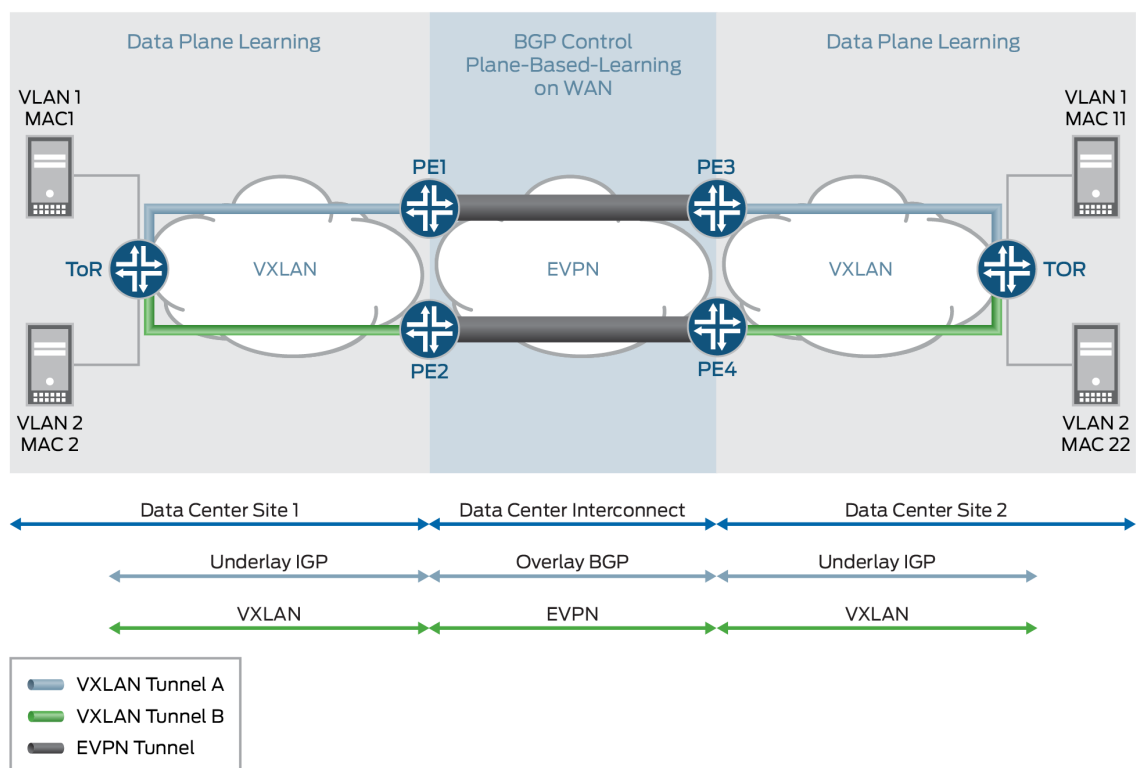 Data Plane Learning
BGP Control
Plane-Based-Learning
on WAN
Data Plane Learning
VLAN 1
MAC1
VLAN 1
MAC 11
PE1
PE3
ToR
VXLAN
EVPN
VXLAN
TOR
PE2
PE4
VLAN 2
MAC 2
VLAN 2
MAC 22
Data Center Site 1
Data Center Interconnect
Data Center Site 2
Underlay IGP
Overlay BGP
Underlay IGP
VXLAN
EVPN
VXLAN
VXLAN Tunnel A
VXLAN Tunnel B
EVPN Tunnel